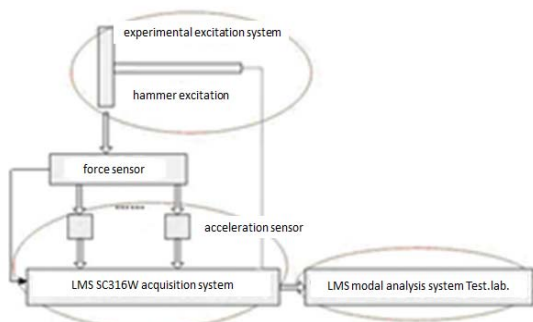 experimental excitation system
hammer excitation
force sensor
......
acceleration sensor
LMS SC316W acquisition system
LMS modal analysis system Test.lab.